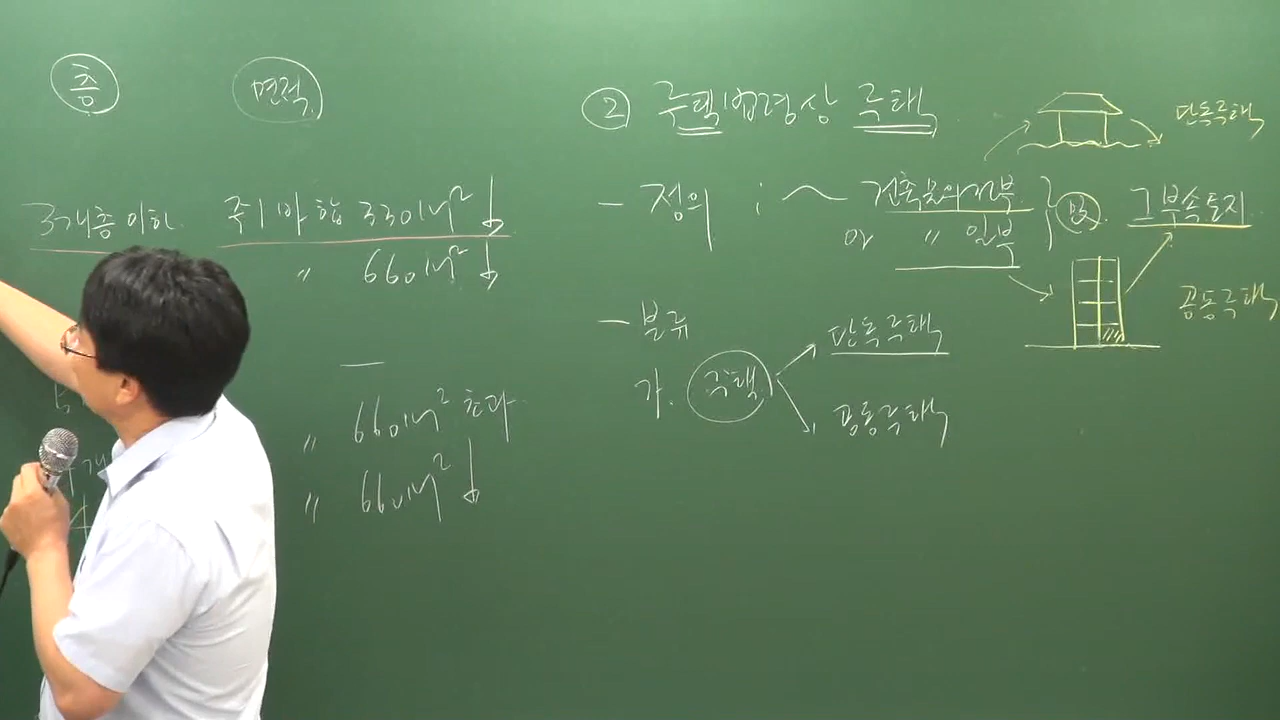 층 면적
3개층 이하 주1바합 330m² ↓
〃 660m² ↓
—
〃 660m² 초과
〃 660m² ↓
② 주택법령상 주택
- 정의 : ~ 건축물의 전부
or 〃 일부
및 그 부속토지
단독주택
공동주택
- 분류
가. 주택
단독주택
공동주택